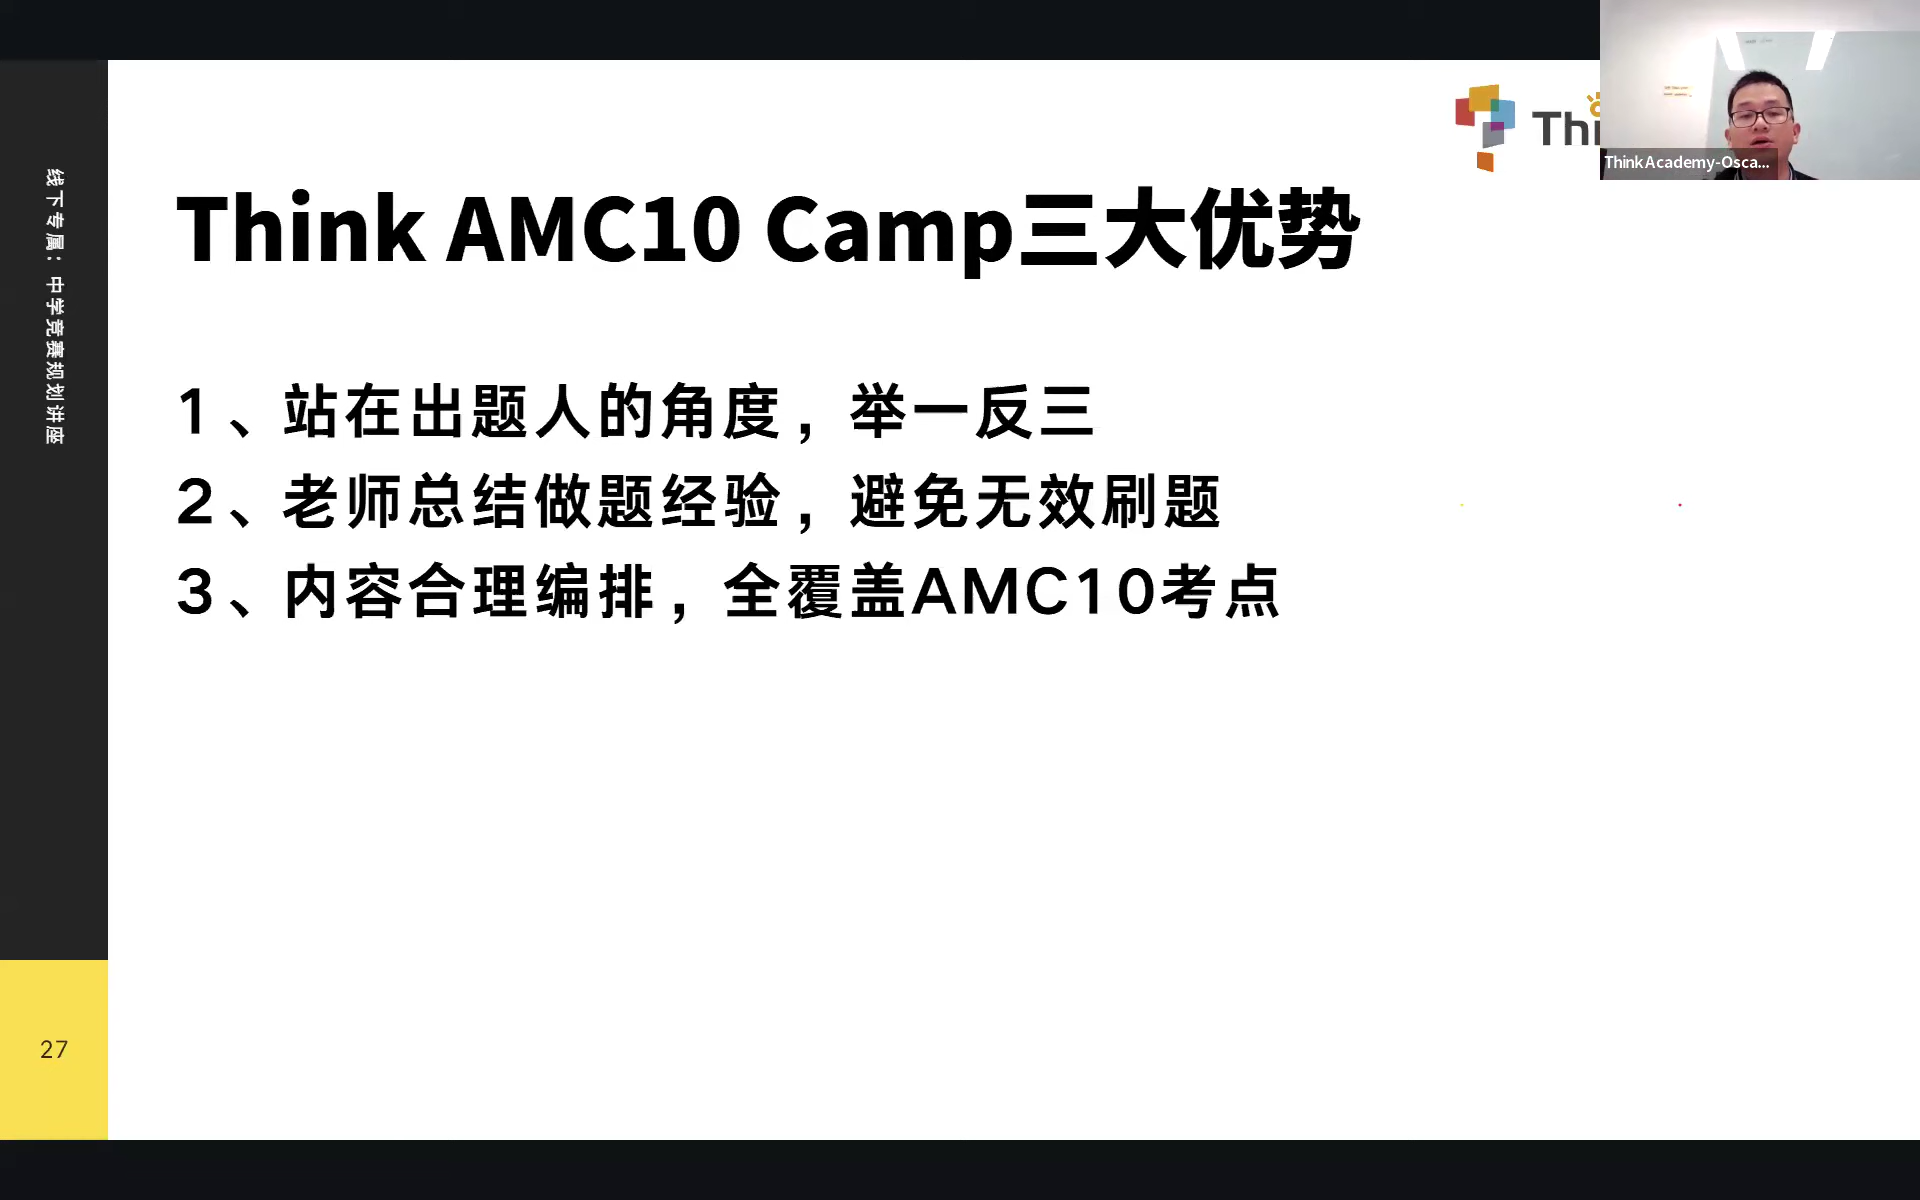 Thi
ThinkAcademy-Osca...
线下专属：中学竞赛规划讲座
Think AMC10 Camp三大优势
1、站在出题人的角度，举一反三
2、老师总结做题经验，避免无效刷题
3、内容合理编排，全覆盖AMC10考点
27